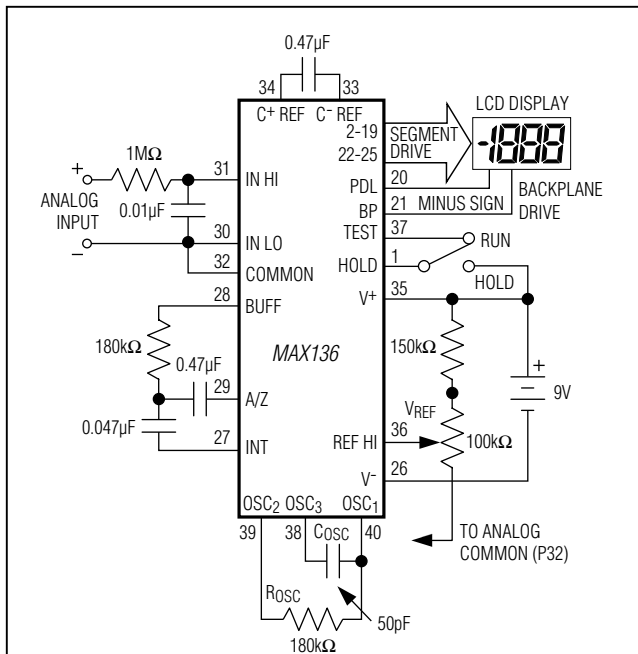 0.47µF
34
33
C+ REF
C- REF
LCD DISPLAY
-1888
2-19
SEGMENT
22-25
DRIVE
1MΩ
+
31
IN HI
PDL
20
ANALOG
INPUT
0.01µF
BP
21
MINUS SIGN
BACKPLANE
DRIVE
–
30
IN LO
TEST
37
RUN
32
COMMON
HOLD
1
HOLD
28
BUFF
V+
35
180kΩ
MAX136
150kΩ
+
9V
0.47µF
29
A/Z
VREF
0.047µF
REF HI
36
100kΩ
27
INT
V-
26
OSC2
OSC3
OSC1
39
38
COSC
40
TO ANALOG
COMMON (P32)
ROSC
50pF
180kΩ